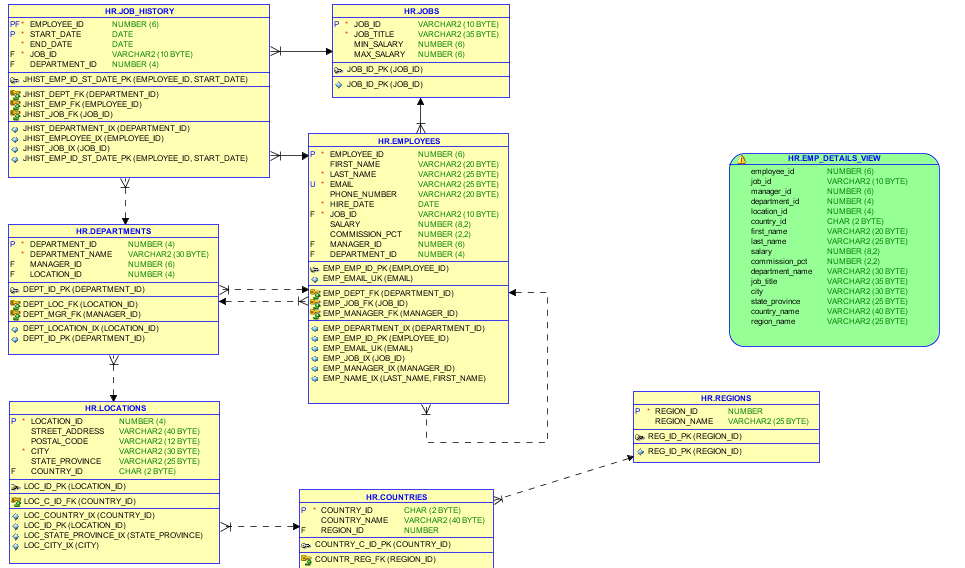 HR.JOB_HISTORY
PF * EMPLOYEE_ID NUMBER (6)
P * START_DATE DATE
* END_DATE DATE
F * JOB_ID VARCHAR2 (10 BYTE)
F DEPARTMENT_ID NUMBER (4)
JHIST_EMP_ID_ST_DATE_PK (EMPLOYEE_ID, START_DATE)
JHIST_DEPT_FK (DEPARTMENT_ID)
JHIST_EMP_FK (EMPLOYEE_ID)
JHIST_JOB_FK (JOB_ID)
JHIST_DEPARTMENT_IX (DEPARTMENT_ID)
JHIST_EMPLOYEE_IX (EMPLOYEE_ID)
JHIST_JOB_IX (JOB_ID)
JHIST_EMP_ID_ST_DATE_PK (EMPLOYEE_ID, START_DATE)
HR.JOBS
P * JOB_ID VARCHAR2 (10 BYTE)
* JOB_TITLE VARCHAR2 (35 BYTE)
MIN_SALARY NUMBER (6)
MAX_SALARY NUMBER (6)
JOB_ID_PK (JOB_ID)
JOB_ID_PK (JOB_ID)
HR.EMPLOYEES
P * EMPLOYEE_ID NUMBER (6)
FIRST_NAME VARCHAR2 (20 BYTE)
* LAST_NAME VARCHAR2 (25 BYTE)
U * EMAIL VARCHAR2 (25 BYTE)
PHONE_NUMBER VARCHAR2 (20 BYTE)
* HIRE_DATE DATE
F * JOB_ID VARCHAR2 (10 BYTE)
SALARY NUMBER (8,2)
COMMISSION_PCT NUMBER (2,2)
F MANAGER_ID NUMBER (6)
F DEPARTMENT_ID NUMBER (4)
EMP_EMP_ID_PK (EMPLOYEE_ID)
EMP_EMAIL_UK (EMAIL)
EMP_DEPT_FK (DEPARTMENT_ID)
EMP_JOB_FK (JOB_ID)
EMP_MANAGER_FK (MANAGER_ID)
EMP_DEPARTMENT_IX (DEPARTMENT_ID)
EMP_EMP_ID_PK (EMPLOYEE_ID)
EMP_EMAIL_UK (EMAIL)
EMP_JOB_IX (JOB_ID)
EMP_MANAGER_IX (MANAGER_ID)
EMP_NAME_IX (LAST_NAME, FIRST_NAME)
HR.EMP_DETAILS_VIEW
employee_id NUMBER (6)
job_id VARCHAR2 (10 BYTE)
manager_id NUMBER (6)
department_id NUMBER (4)
location_id NUMBER (4)
country_id CHAR (2 BYTE)
first_name VARCHAR2 (20 BYTE)
last_name VARCHAR2 (25 BYTE)
salary NUMBER (8,2)
commission_pct NUMBER (2,2)
department_name VARCHAR2 (30 BYTE)
job_title VARCHAR2 (35 BYTE)
city VARCHAR2 (30 BYTE)
state_province VARCHAR2 (25 BYTE)
country_name VARCHAR2 (40 BYTE)
region_name VARCHAR2 (25 BYTE)
HR.DEPARTMENTS
P * DEPARTMENT_ID NUMBER (4)
* DEPARTMENT_NAME VARCHAR2 (30 BYTE)
F MANAGER_ID NUMBER (6)
F LOCATION_ID NUMBER (4)
DEPT_ID_PK (DEPARTMENT_ID)
DEPT_LOC_FK (LOCATION_ID)
DEPT_MGR_FK (MANAGER_ID)
DEPT_LOCATION_IX (LOCATION_ID)
DEPT_ID_PK (DEPARTMENT_ID)
HR.LOCATIONS
P * LOCATION_ID NUMBER (4)
STREET_ADDRESS VARCHAR2 (40 BYTE)
POSTAL_CODE VARCHAR2 (12 BYTE)
* CITY VARCHAR2 (30 BYTE)
STATE_PROVINCE VARCHAR2 (25 BYTE)
F COUNTRY_ID CHAR (2 BYTE)
LOC_ID_PK (LOCATION_ID)
LOC_C_ID_FK (COUNTRY_ID)
LOC_COUNTRY_IX (COUNTRY_ID)
LOC_ID_PK (LOCATION_ID)
LOC_STATE_PROVINCE_IX (STATE_PROVINCE)
LOC_CITY_IX (CITY)
HR.REGIONS
P * REGION_ID NUMBER
REGION_NAME VARCHAR2 (25 BYTE)
REG_ID_PK (REGION_ID)
REG_ID_PK (REGION_ID)
HR.COUNTRIES
P * COUNTRY_ID CHAR (2 BYTE)
COUNTRY_NAME VARCHAR2 (40 BYTE)
F REGION_ID NUMBER
COUNTRY_C_ID_PK (COUNTRY_ID)
COUNTR_REG_FK (REGION_ID)